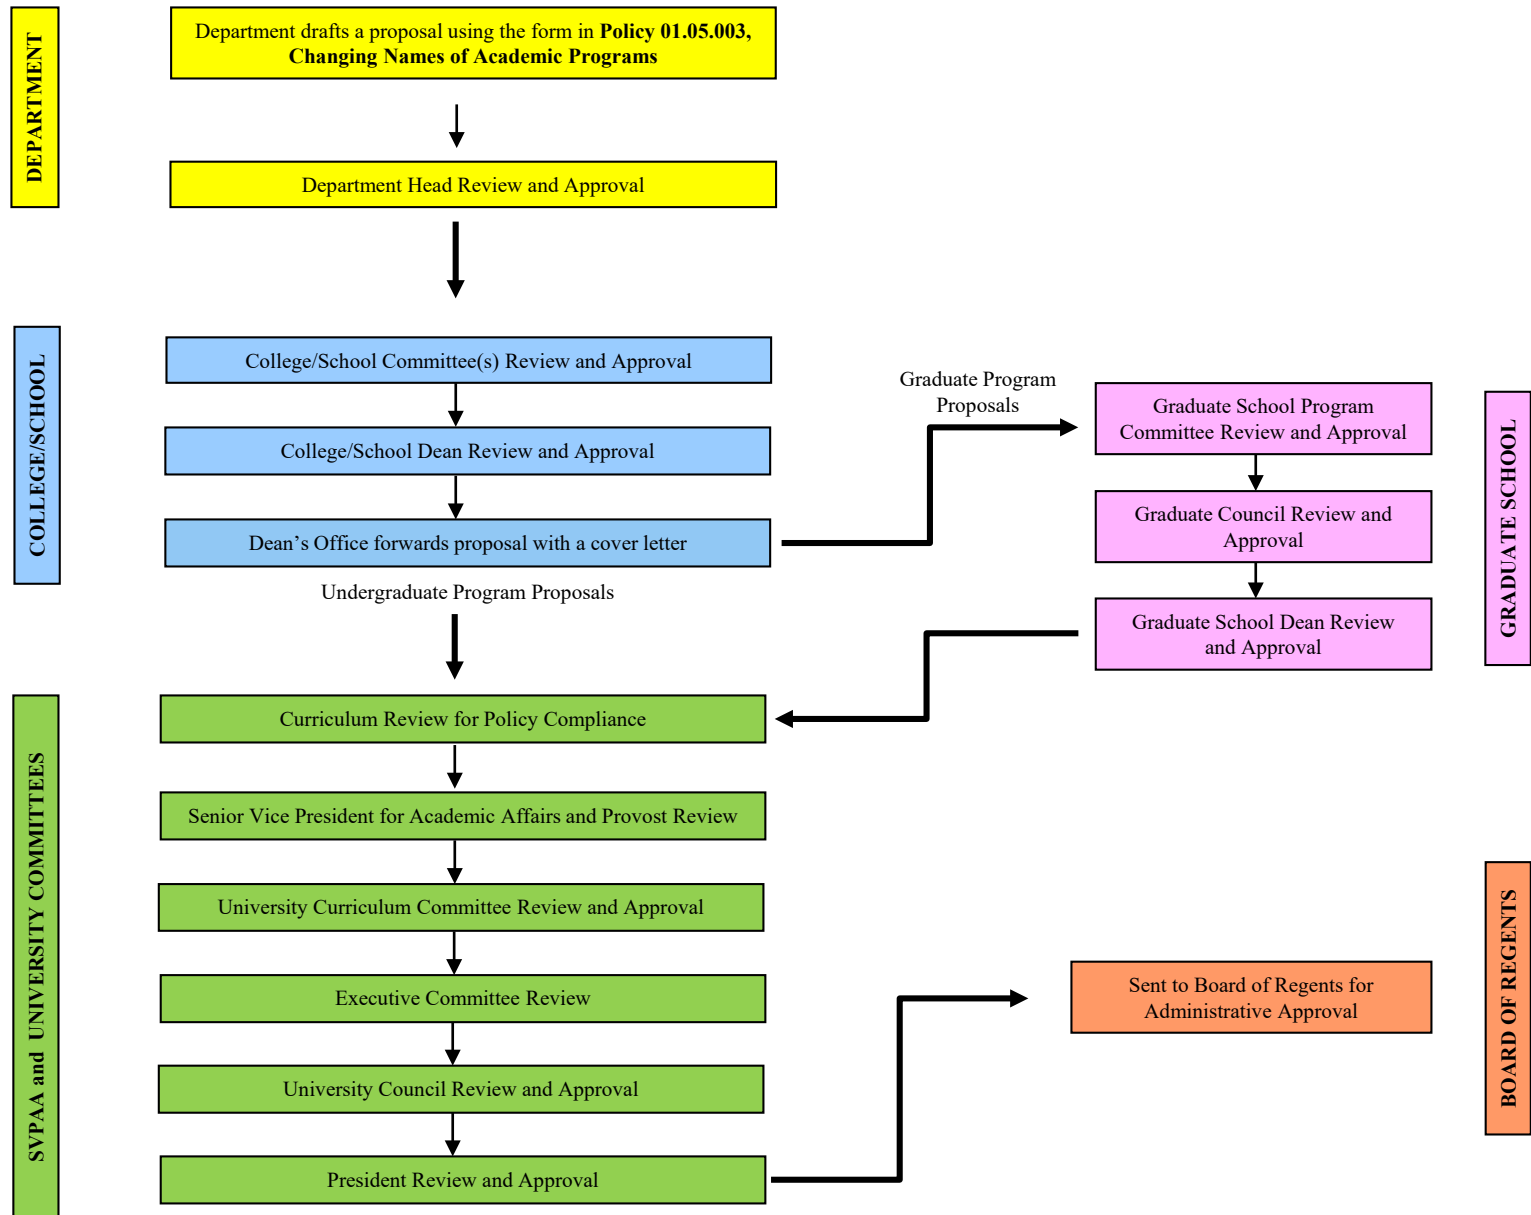 DEPARTMENT
Department drafts a proposal using the form in Policy 01.05.003,
Changing Names of Academic Programs
Department Head Review and Approval
COLLEGE/SCHOOL
College/School Committee(s) Review and Approval
College/School Dean Review and Approval
Dean’s Office forwards proposal with a cover letter
Graduate Program
Proposals
Undergraduate Program Proposals
GRADUATE SCHOOL
Graduate School Program
Committee Review and Approval
Graduate Council Review and
Approval
Graduate School Dean Review
and Approval
SVPAA and UNIVERSITY COMMITTEES
Curriculum Review for Policy Compliance
Senior Vice President for Academic Affairs and Provost Review
University Curriculum Committee Review and Approval
Executive Committee Review
University Council Review and Approval
President Review and Approval
BOARD OF REGENTS
Sent to Board of Regents for
Administrative Approval